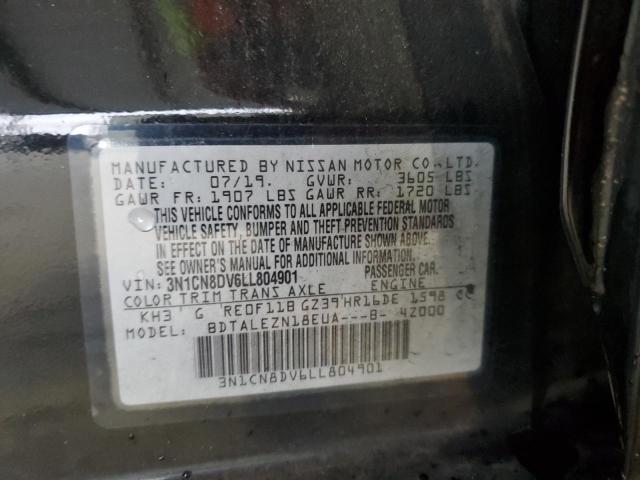 MANUFACTURED BY NISSAN MOTOR CO.,LTD.
DATE: 07/19. GVWR: 3605 LBS
GAWR FR: 1907 LBS GAWR RR: 1720 LBS
THIS VEHICLE CONFORMS TO ALL APPLICABLE FEDERAL MOTOR
VEHICLE SAFETY, BUMPER AND THEFT PREVENTION STANDARDS
IN EFFECT ON THE DATE OF MANUFACTURE SHOWN ABOVE.
SEE OWNER'S MANUAL FOR ADDITIONAL INFORMATION.
VIN: 3N1CN8DV6LL804901 PASSENGER CAR.
COLOR TRIM TRANS AXLE ENGINE
KH3 G RE0F11B GZ39 HR16DE 1598 CC
BDTALEZN18EUA---B- 42000
3N1CN8DV6LL804901